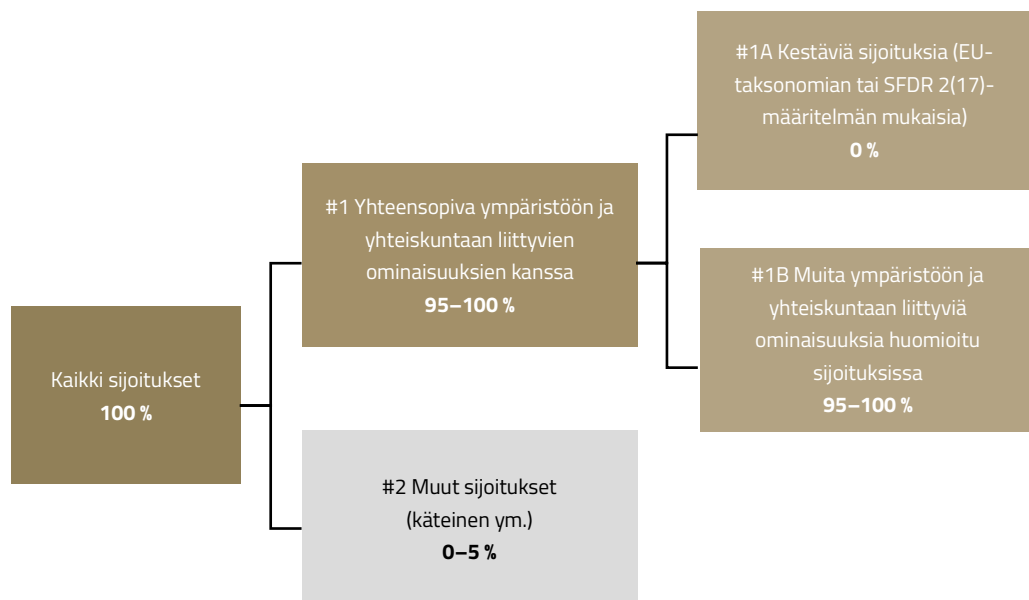 Kaikki sijoitukset
100 %
#1 Yhteensopiva ympäristöön ja
yhteiskuntaan liittyvien
ominaisuuksien kanssa
95–100 %
#2 Muut sijoitukset
(käteinen ym.)
0–5 %
#1A Kestäviä sijoituksia (EU-
taksonomian tai SFDR 2(17)-
määritelmän mukaisia)
0 %
#1B Muita ympäristöön ja
yhteiskuntaan liittyviä
ominaisuuksia huomioitu
sijoituksissa
95–100 %